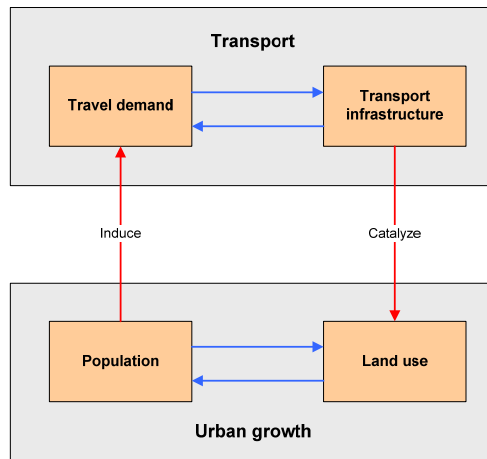 Transport
Travel demand
Transport
infrastructure
Induce
Catalyze
Population
Land use
Urban growth